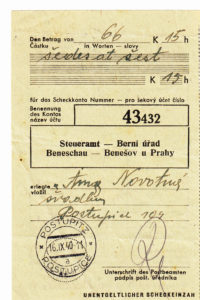 Den Betrag von 66 K 15 h
Částku in Worten – slovy
šedesát šest
K 15 h
für das Scheckkonto Nummer – pro šekový účet číslo
Benennung
des Kontos
název účtu
43432
Steueramt — Berní úřad
Beneschau — Benešov u Prahy
erlegte
vložil
Novotná
Postupice
POSTUPITZ
16.IX.40
a
POSTUPICE
Unterschrift des Postbeamten
podpis pošt. úředníka
UNENTGELTLICHER SCHECKEINZAH